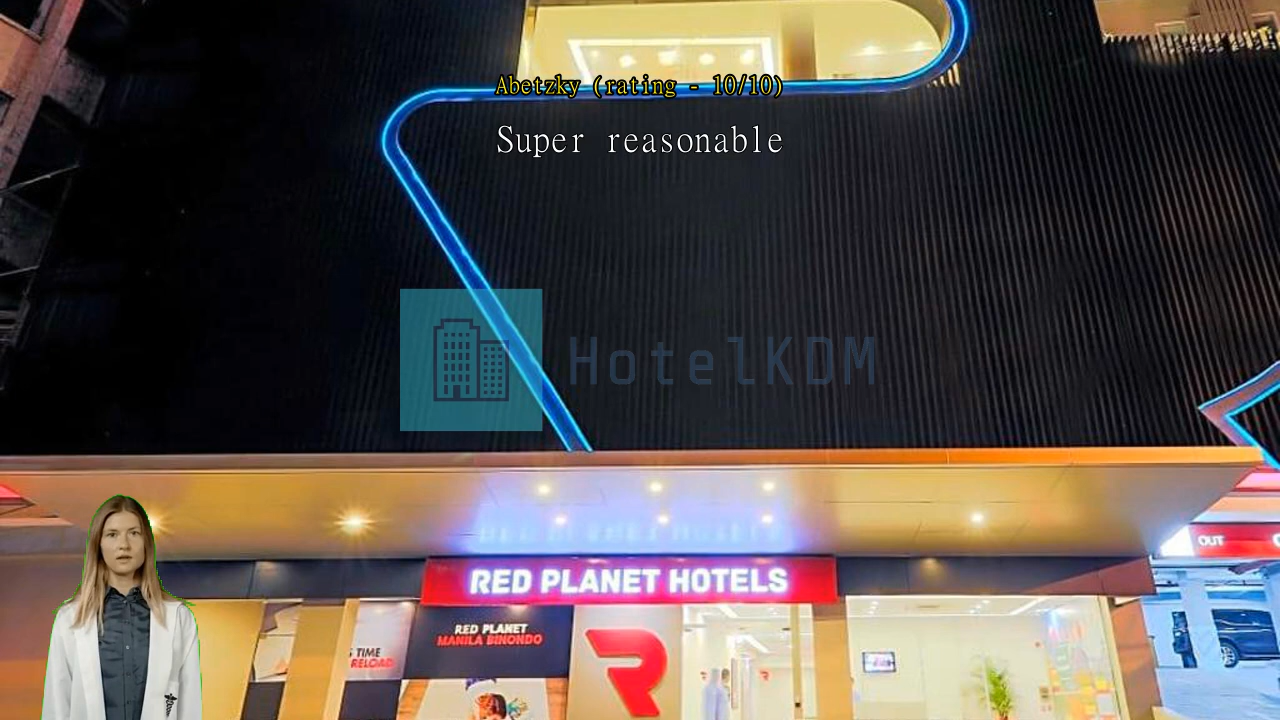 Abetzky (rating - 10/10)
Super reasonable
HotelKDM
OUT
RED PLANET HOTELS
RED PLANET
MANILA BINONDO
TIME
RELOAD